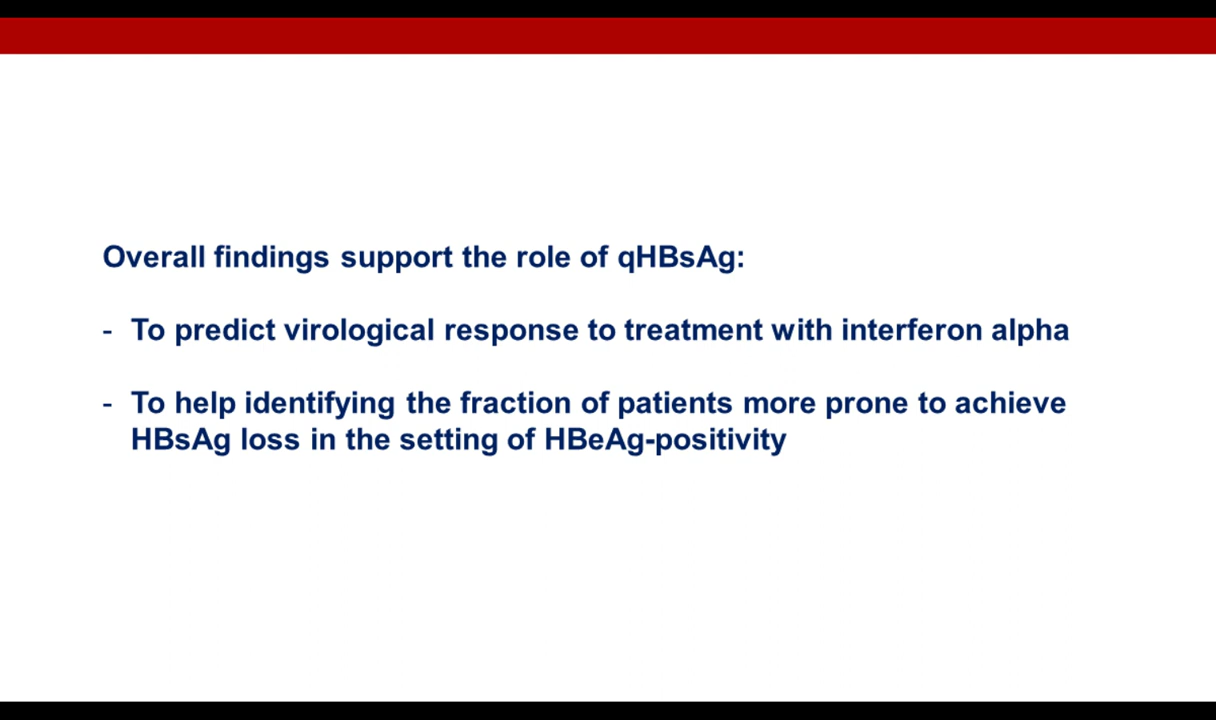 Overall findings support the role of qHBsAg:
- To predict virological response to treatment with interferon alpha
- To help identifying the fraction of patients more prone to achieve
HBsAg loss in the setting of HBeAg-positivity